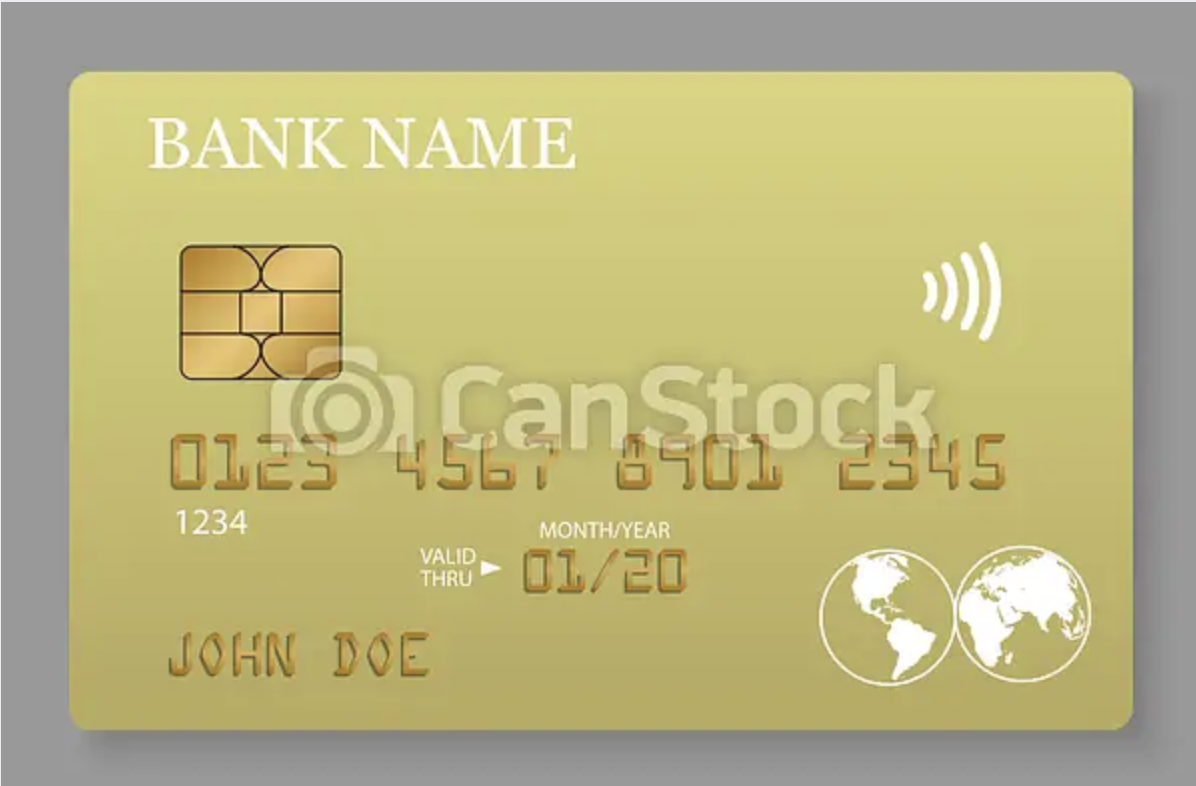 BANK NAME
CanStock
0123 4567 8901 2345
1234
MONTH/YEAR
VALID
THRU
01/20
JOHN DOE